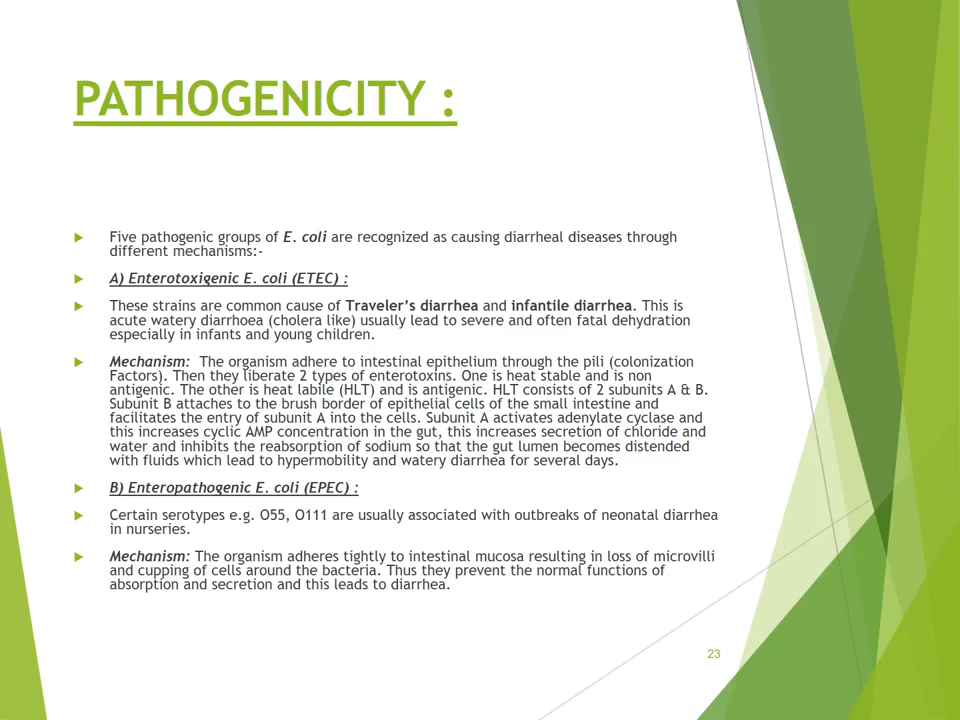 PATHOGENICITY :
Five pathogenic groups of E. coli are recognized as causing diarrheal diseases through
different mechanisms:-
A) Enterotoxigenic E. coli (ETEC) :
These strains are common cause of Traveler’s diarrhea and infantile diarrhea. This is
acute watery diarrhoea (cholera like) usually lead to severe and often fatal dehydration
especially in infants and young children.
Mechanism:  The organism adhere to intestinal epithelium through the pili (colonization
Factors). Then they liberate 2 types of enterotoxins. One is heat stable and is non
antigenic. The other is heat labile (HLT) and is antigenic. HLT consists of 2 subunits A & B.
Subunit B attaches to the brush border of epithelial cells of the small intestine and
facilitates the entry of subunit A into the cells. Subunit A activates adenylate cyclase and
this increases cyclic AMP concentration in the gut, this increases secretion of chloride and
water and inhibits the reabsorption of sodium so that the gut lumen becomes distended
with fluids which lead to hypermobility and watery diarrhea for several days.
B) Enteropathogenic E. coli (EPEC) :
Certain serotypes e.g. O55, O111 are usually associated with outbreaks of neonatal diarrhea
in nurseries.
Mechanism: The organism adheres tightly to intestinal mucosa resulting in loss of microvilli
and cupping of cells around the bacteria. Thus they prevent the normal functions of
absorption and secretion and this leads to diarrhea.
23